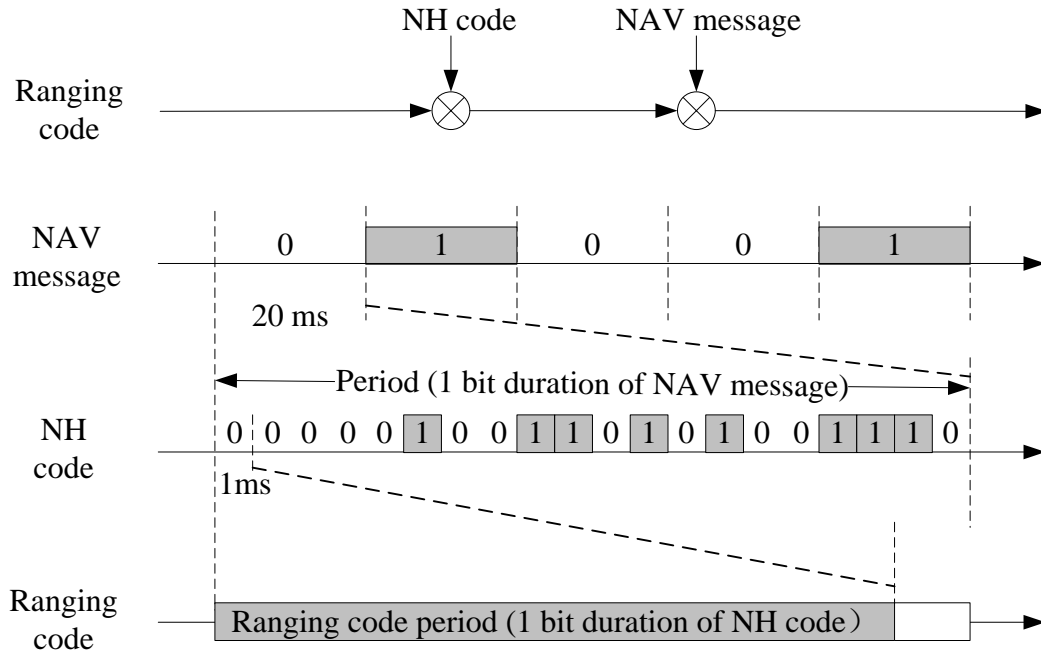 NH code NAV message
Ranging
code
NAV
message
0 1 0 0 1
20 ms
Period (1 bit duration of NAV message)
NH
code
0 0 0 0 0 1 0 0 1 1 0 1 0 1 0 0 1 1 1 0
1ms
Ranging
code
Ranging code period (1 bit duration of NH code）